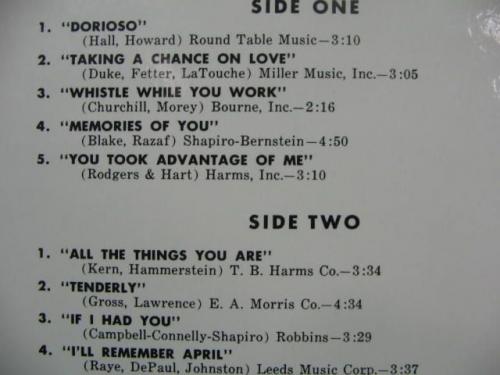 SIDE ONE
1. "DORIOSO"
(Hall, Howard) Round Table Music—3:10
2. "TAKING A CHANCE ON LOVE"
(Duke, Fetter, LaTouche) Miller Music, Inc.—3:05
3. "WHISTLE WHILE YOU WORK"
(Churchill, Morey) Bourne, Inc.—2:16
4. "MEMORIES OF YOU"
(Blake, Razaf) Shapiro-Bernstein—4:50
5. "YOU TOOK ADVANTAGE OF ME"
(Rodgers & Hart) Harms, Inc.—3:10
SIDE TWO
1. "ALL THE THINGS YOU ARE"
(Kern, Hammerstein) T. B. Harms Co.—3:34
2. "TENDERLY"
(Gross, Lawrence) E. A. Morris Co.—4:34
3. "IF I HAD YOU"
(Campbell-Connelly-Shapiro) Robbins—3:29
4. "I'LL REMEMBER APRIL"
(Raye, DePaul, Johnston) Leeds Music Corp.—3:37